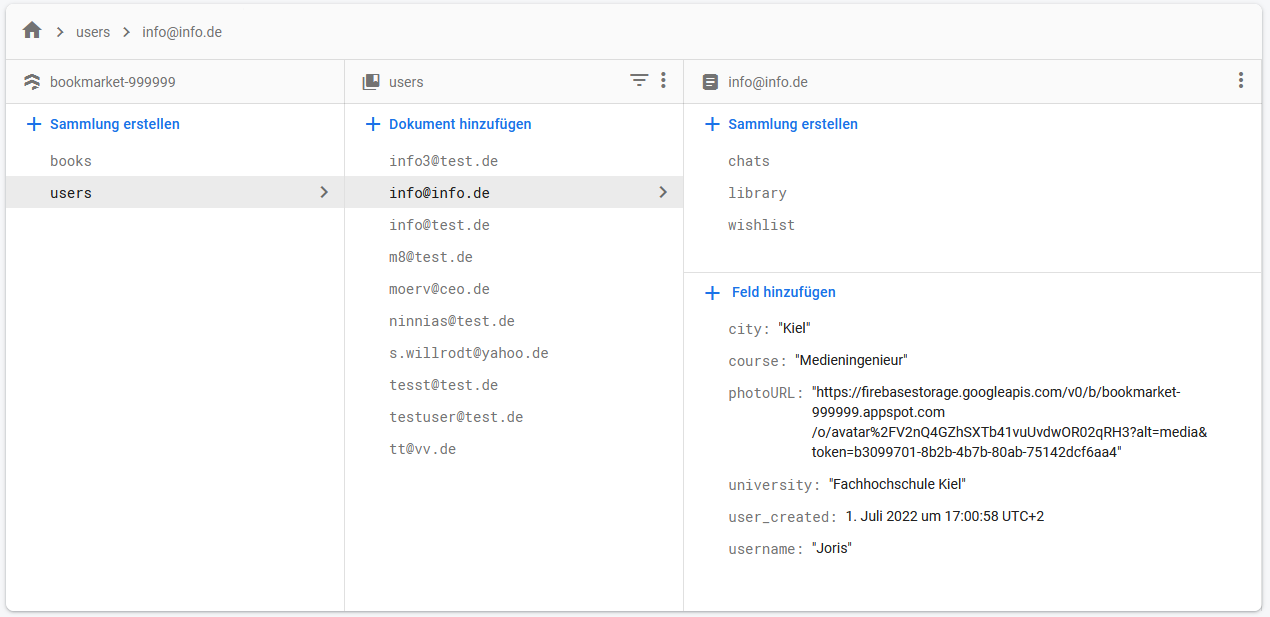 users
info@info.de
bookmarket-999999
users
info@info.de
Sammlung erstellen
books
users
Dokument hinzufügen
info3@test.de
info@info.de
info@test.de
m8@test.de
moerv@ceo.de
ninnias@test.de
s.willrodt@yahoo.de
tesst@test.de
testuser@test.de
tt@vv.de
Sammlung erstellen
chats
library
wishlist
Feld hinzufügen
city: "Kiel"
course: "Medieningenieur"
photoURL: "https://firebasestorage.googleapis.com/v0/b/bookmarket-
999999.appspot.com
/o/avatar%2FV2nQ4GZhSXTb41vuUvdwOR02qRH3?alt=media&
token=b3099701-8b2b-4b7b-80ab-75142dcf6aa4"
university: "Fachhochschule Kiel"
user_created: 1. Juli 2022 um 17:00:58 UTC+2
username: "Joris"